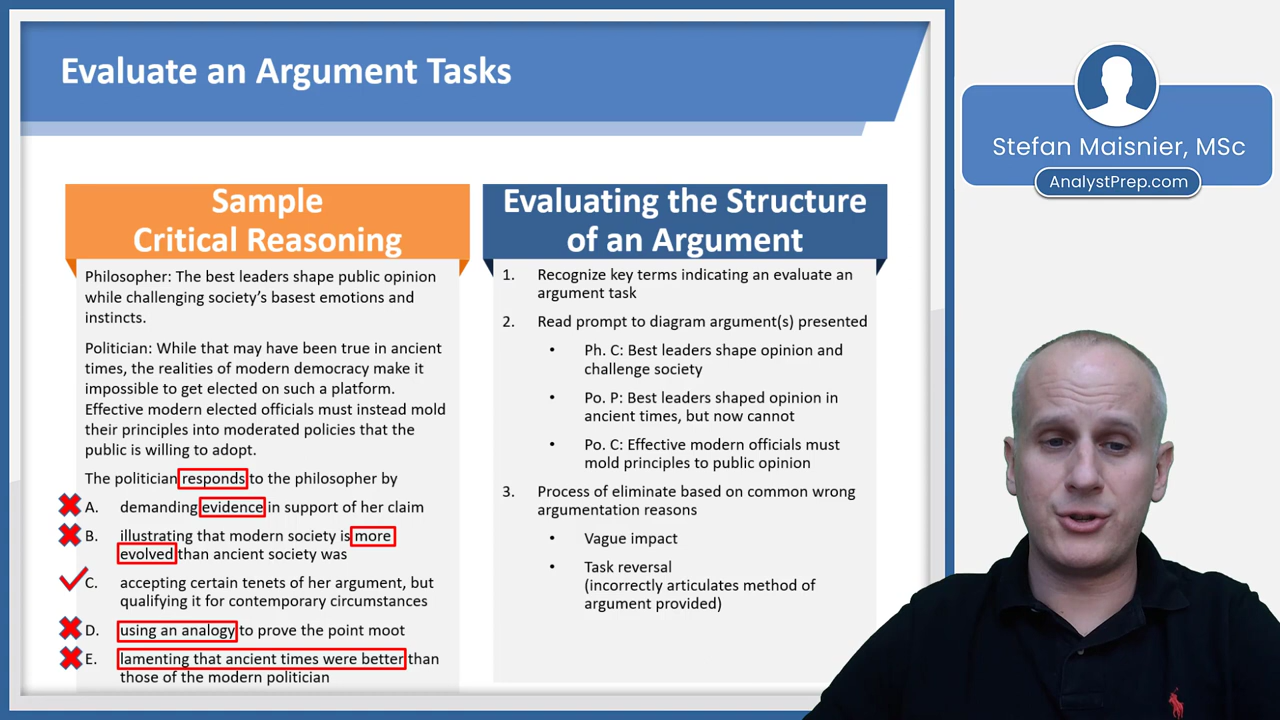 Evaluate an Argument Tasks
Stefan Maisnier, MSc
AnalystPrep.com
Sample
Critical Reasoning
Philosopher: The best leaders shape public opinion
while challenging society's basest emotions and
instincts.
Politician: While that may have been true in ancient
times, the realities of modern democracy make it
impossible to get elected on such a platform.
Effective modern elected officials must instead mold
their principles into moderated policies that the
public is willing to adopt.
The politician responds to the philosopher by
A. demanding evidence in support of her claim
B. illustrating that modern society is more
evolved than ancient society was
C. accepting certain tenets of her argument, but
qualifying it for contemporary circumstances
D. using an analogy to prove the point moot
E. lamenting that ancient times were better than
those of the modern politician
Evaluating the Structure
of an Argument
1. Recognize key terms indicating an evaluate an
argument task
2. Read prompt to diagram argument(s) presented
• Ph. C: Best leaders shape opinion and
challenge society
• Po. P: Best leaders shaped opinion in
ancient times, but now cannot
• Po. C: Effective modern officials must
mold principles to public opinion
3. Process of eliminate based on common wrong
argumentation reasons
• Vague impact
• Task reversal
(incorrectly articulates method of
argument provided)